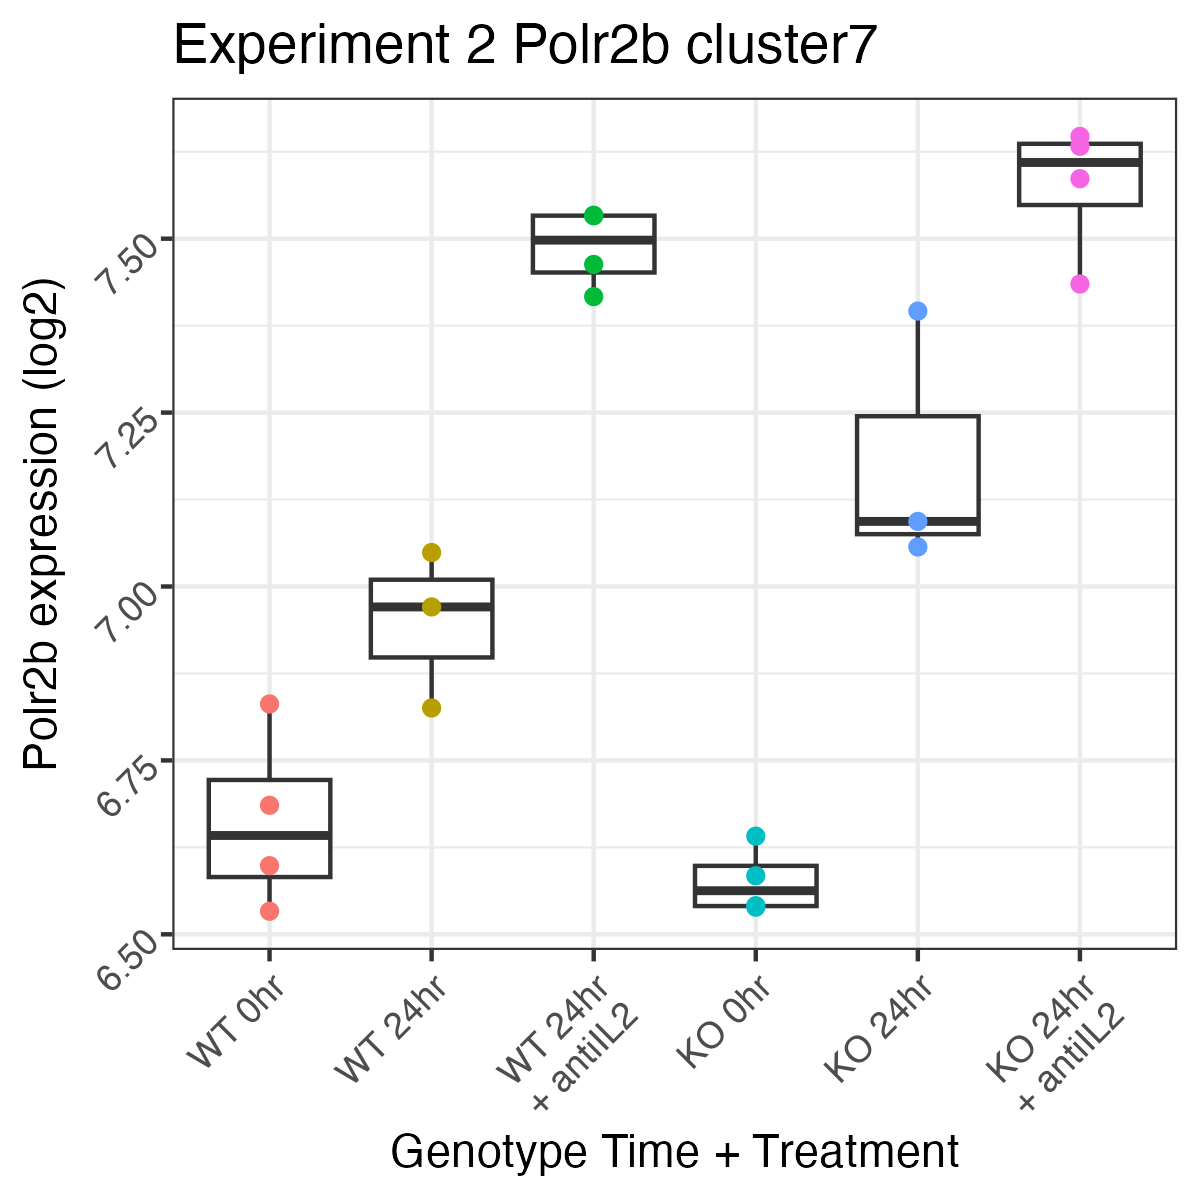 Experiment 2 Polr2b cluster7
Polr2b expression (log2)
7.50
7.25
7.00
6.75
6.50
WT 0hr
WT 24hr
WT 24hr
+ antiIL2
KO 0hr
KO 24hr
KO 24hr
+ antiIL2
Genotype Time + Treatment